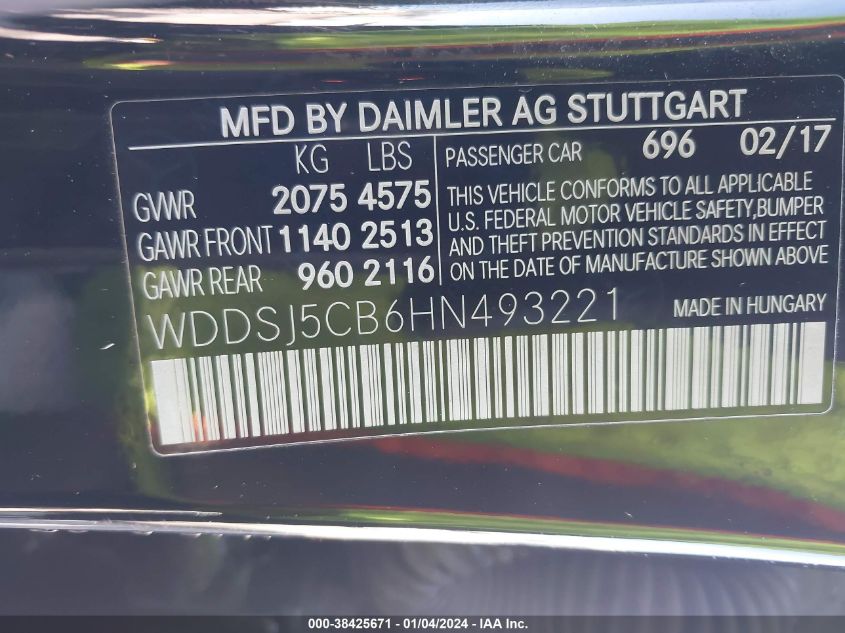 MFD BY DAIMLER AG STUTTGART
KG LBS
GVWR 2075 4575
GAWR FRONT 1140 2513
GAWR REAR 960 2116
PASSENGER CAR 696 02/17
THIS VEHICLE CONFORMS TO ALL APPLICABLE
U.S. FEDERAL MOTOR VEHICLE SAFETY,BUMPER
AND THEFT PREVENTION STANDARDS IN EFFECT
ON THE DATE OF MANUFACTURE SHOWN ABOVE
WDDSJ5CB6HN493221 MADE IN HUNGARY
000-38425671 - 01/04/2024 - IAA Inc.